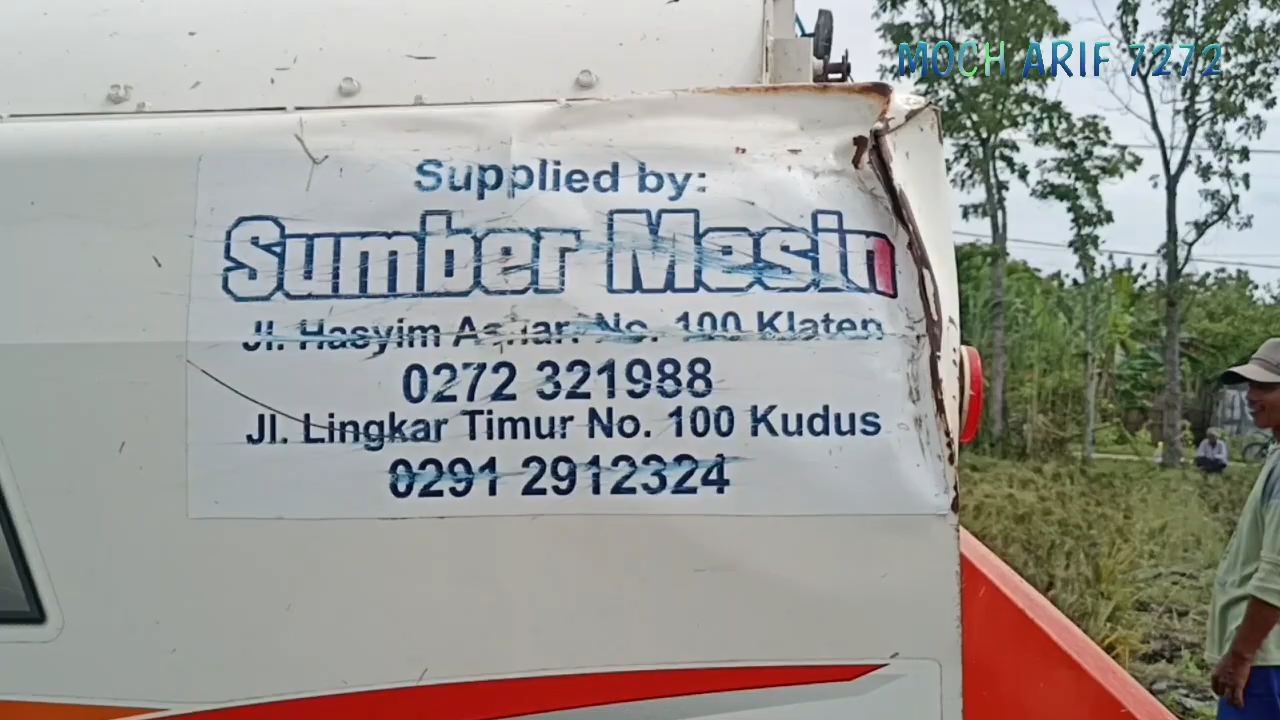 MOCH ARIF 7272
Supplied by:
Sumber Mesin
Jl. Hasyim No. 100 Klaten
0272 321988
Jl. Lingkar Timur No. 100 Kudus
0291 2912324